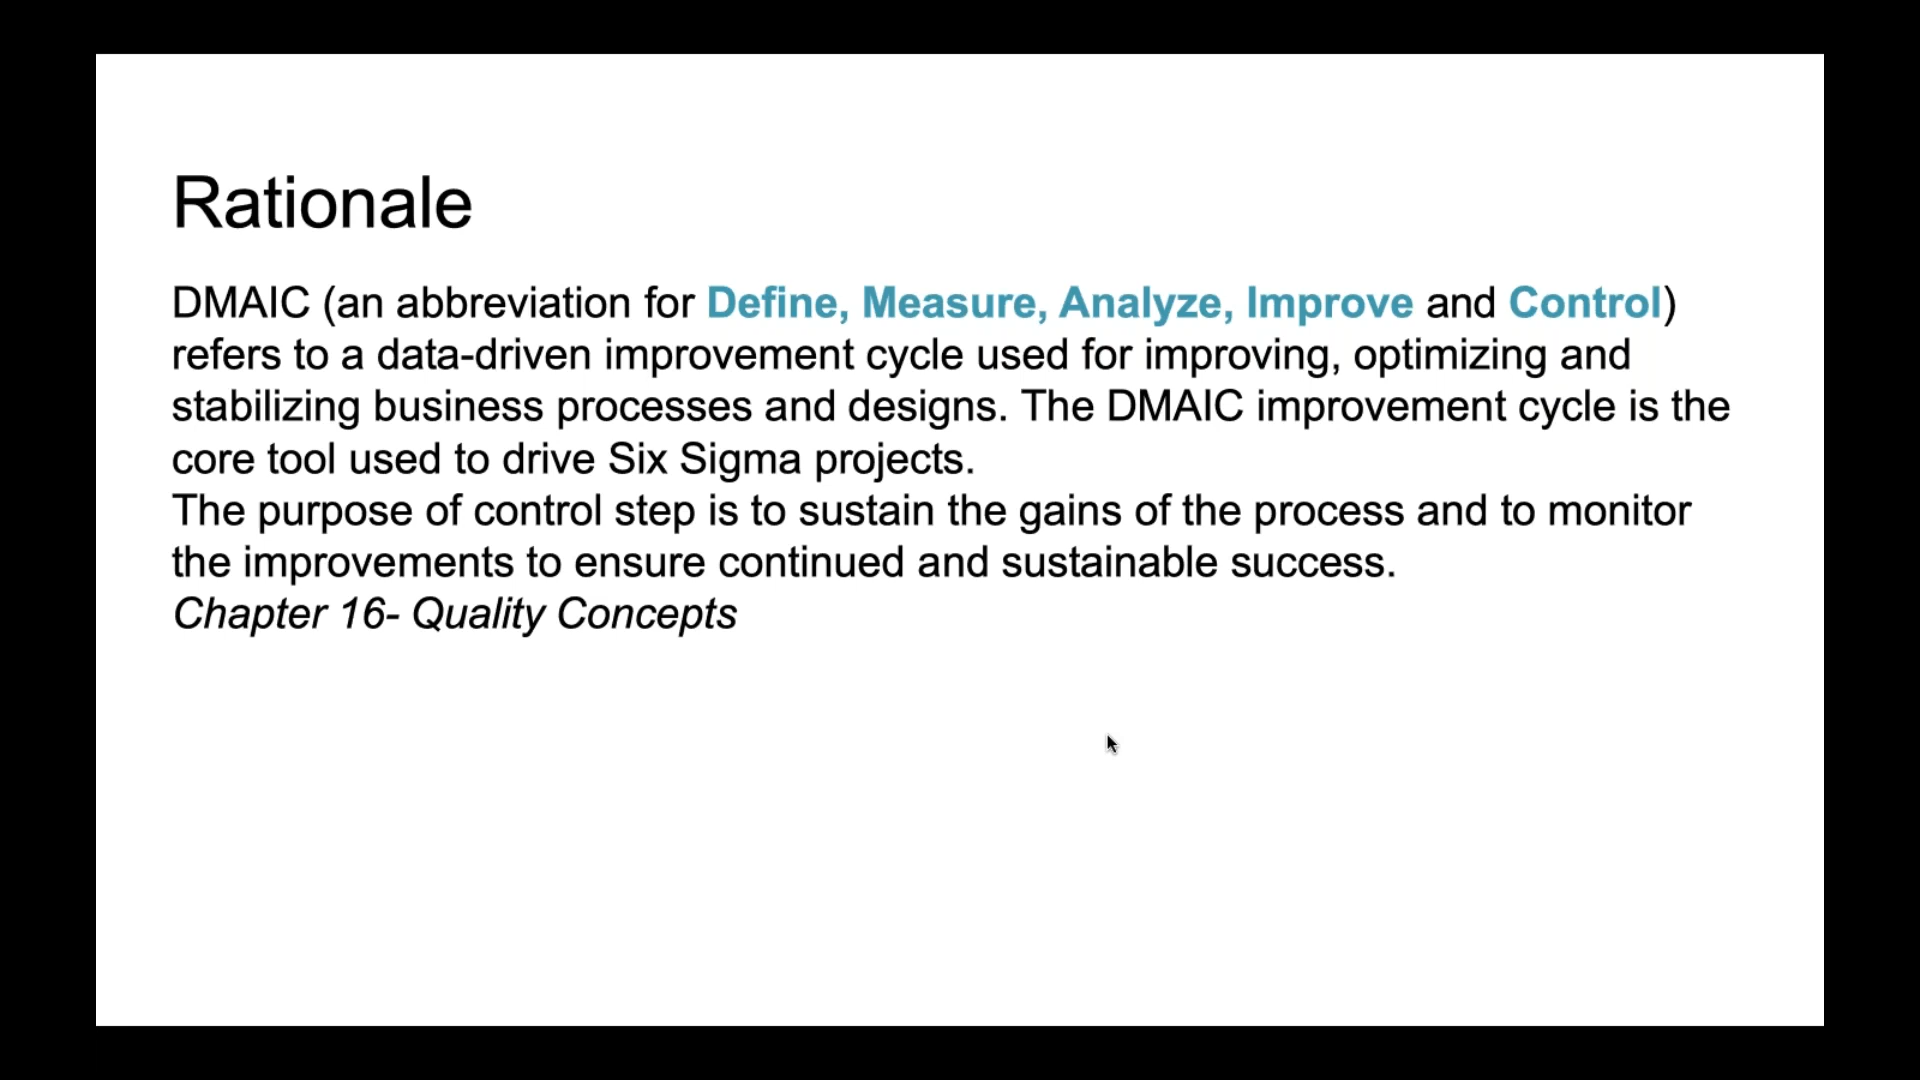 Rationale
DMAIC (an abbreviation for Define, Measure, Analyze, Improve and Control)
refers to a data-driven improvement cycle used for improving, optimizing and
stabilizing business processes and designs. The DMAIC improvement cycle is the
core tool used to drive Six Sigma projects.
The purpose of control step is to sustain the gains of the process and to monitor
the improvements to ensure continued and sustainable success.
Chapter 16- Quality Concepts